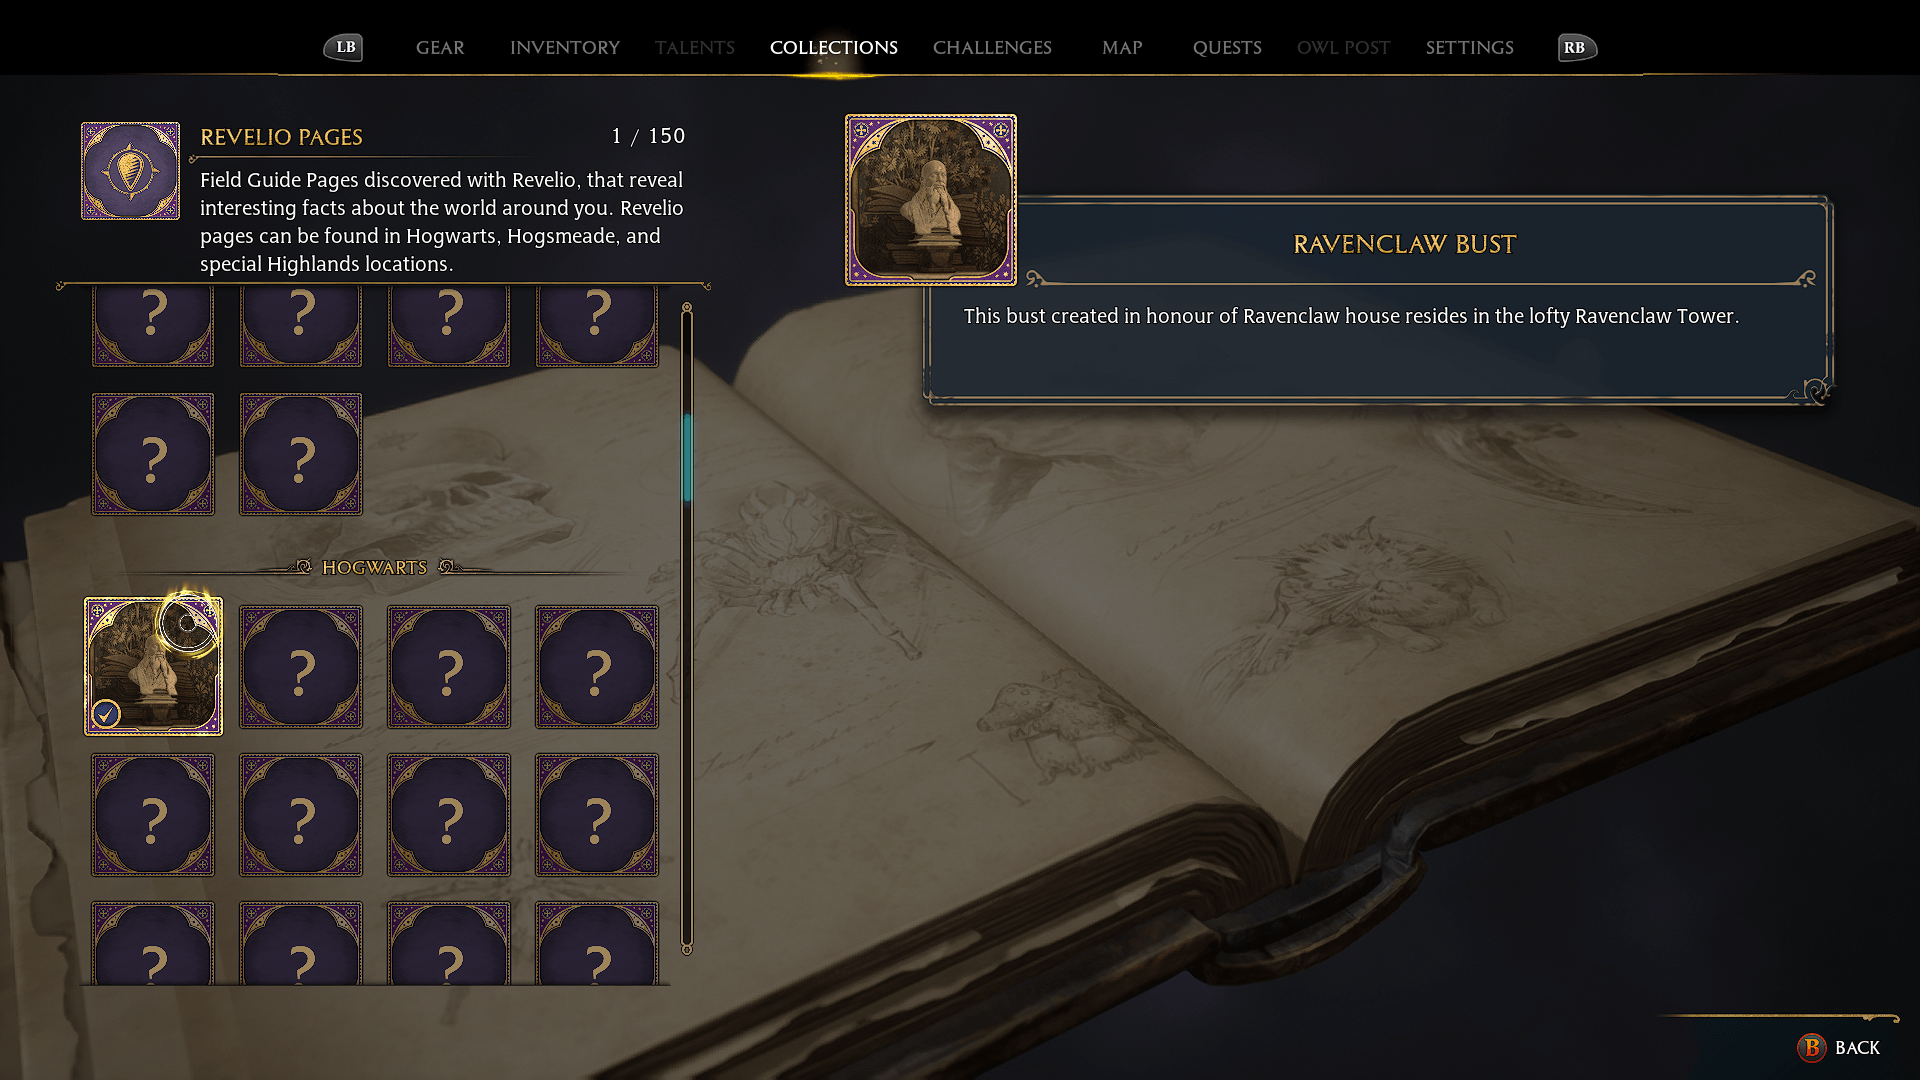 LB GEAR INVENTORY TALENTS COLLECTIONS CHALLENGES MAP QUESTS OWL POST SETTINGS RB
REVELIO PAGES 1 / 150
Field Guide Pages discovered with Revelio, that reveal
interesting facts about the world around you. Revelio
pages can be found in Hogwarts, Hogsmeade, and
special Highlands locations.
? ? ? ?
? ?
HOGWARTS
? ? ?
? ? ? ?
? ? ? ?
RAVENCLAW BUST
This bust created in honour of Ravenclaw house resides in the lofty Ravenclaw Tower.
B BACK